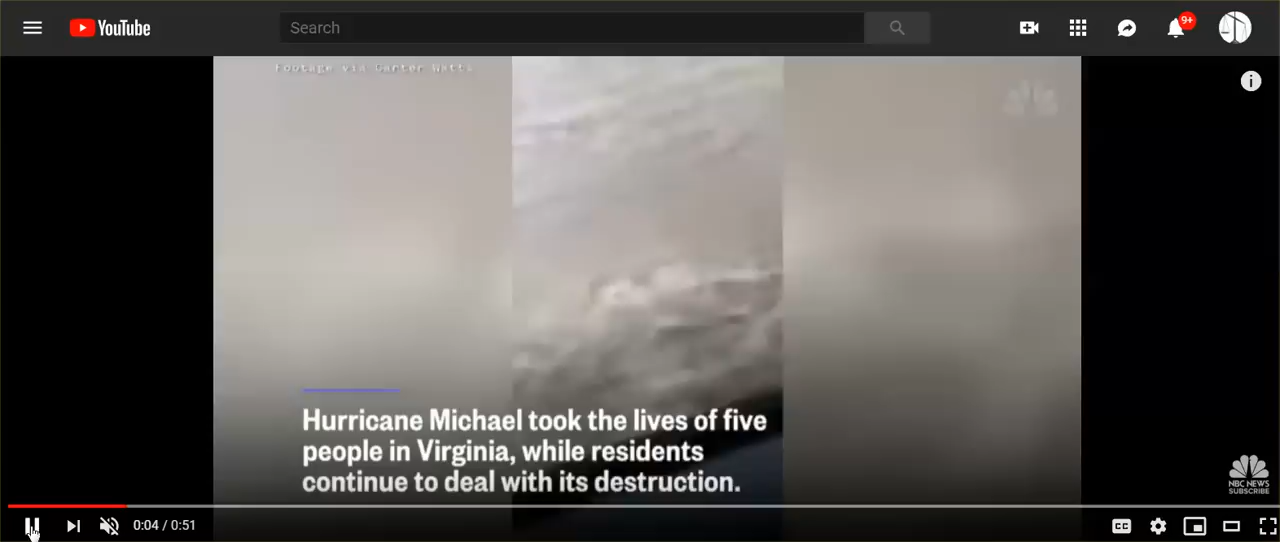 YouTube
Search
9+
Footage via Carter Watts
Hurricane Michael took the lives of five
people in Virginia, while residents
continue to deal with its destruction.
NBC NEWS
SUBSCRIBE
0:04 / 0:51
CC